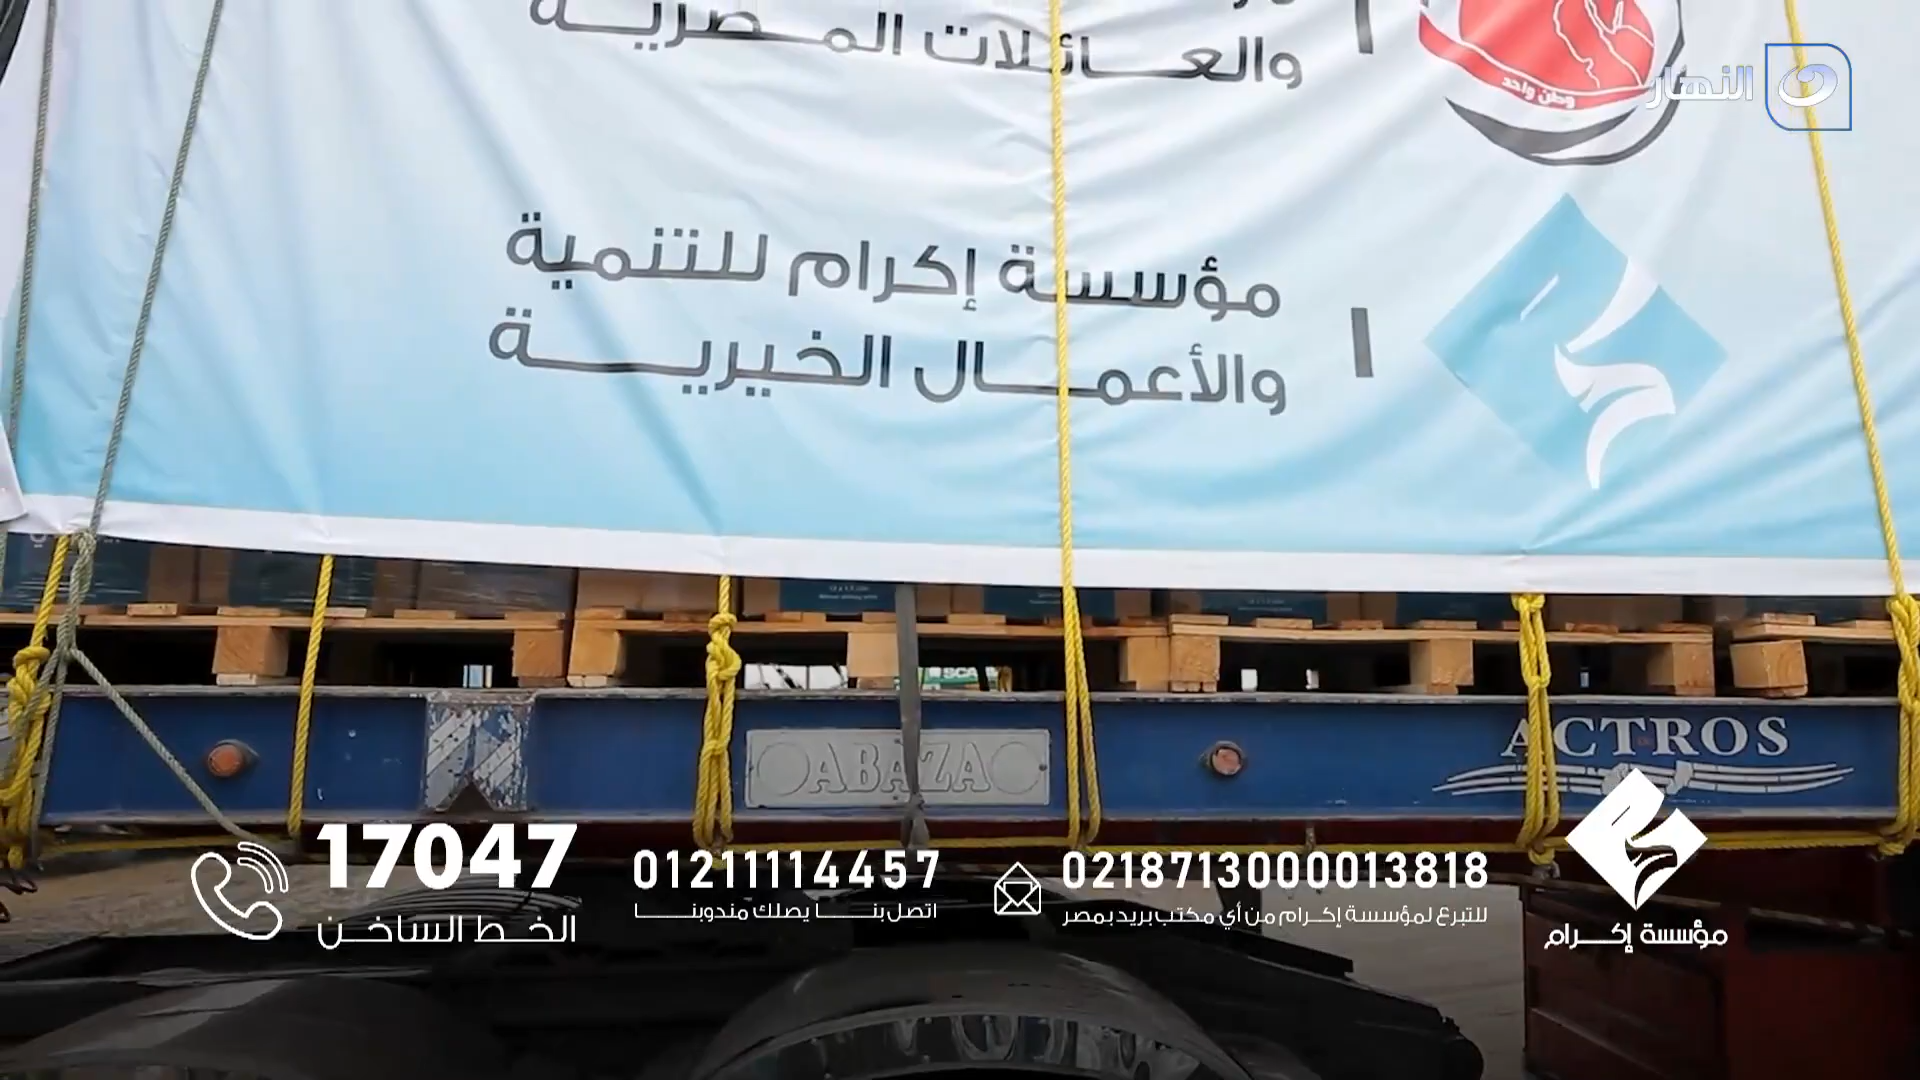 والعائلات المصرية
وطن واحد
النهار
مؤسسة إكرام للتنمية
والأعمال الخيرية
SCA
ABAZA
ACTROS
17047
الخط الساخن
01211114457
اتصل بنا يصلك مندوبنا
0218713000013818
للتبرع لمؤسسة إكرام من أي مكتب بريد بمصر
مؤسسة إكرام